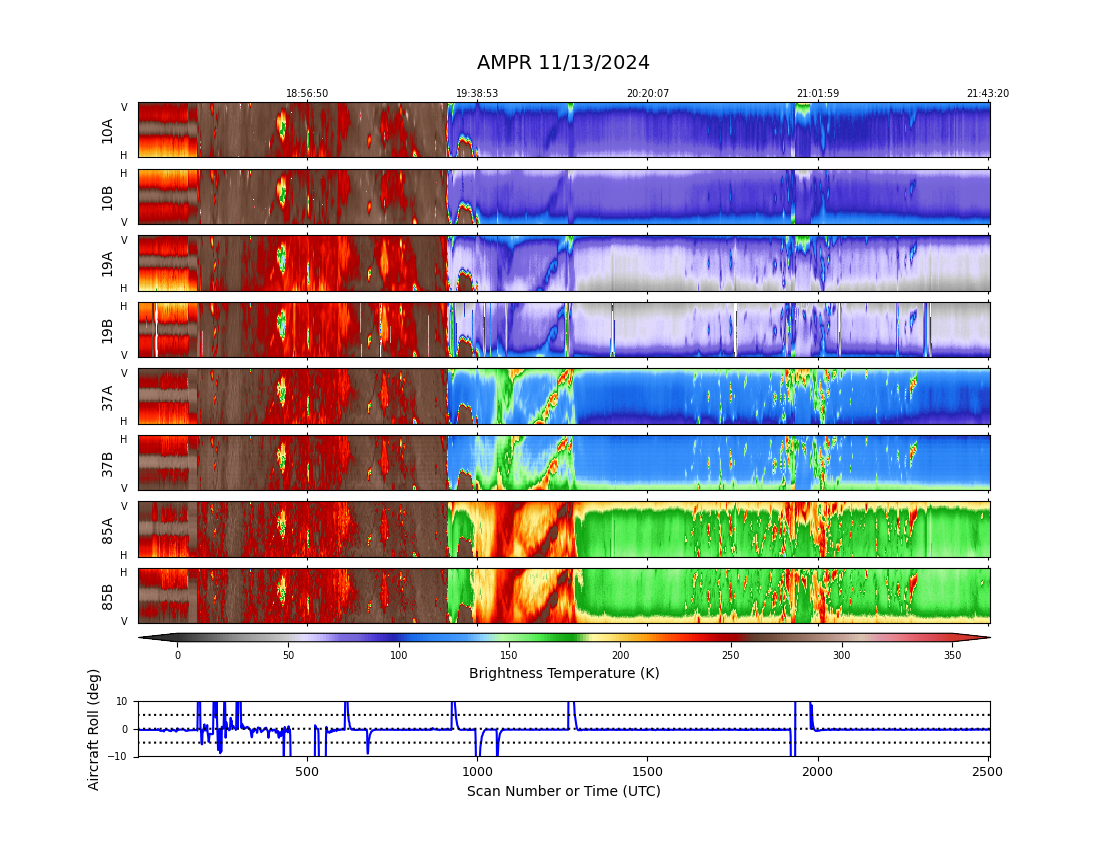 AMPR 11/13/2024
18:56:50 19:38:53 20:20:07 21:01:59 21:43:20
V
10A
H
H
10B
V
V
19A
H
H
19B
V
V
37A
H
H
37B
V
V
85A
H
H
85B
V
0 50 100 150 200 250 300 350
Brightness Temperature (K)
Aircraft Roll (deg)
10
0
−10
500 1000 1500 2000 2500
Scan Number or Time (UTC)